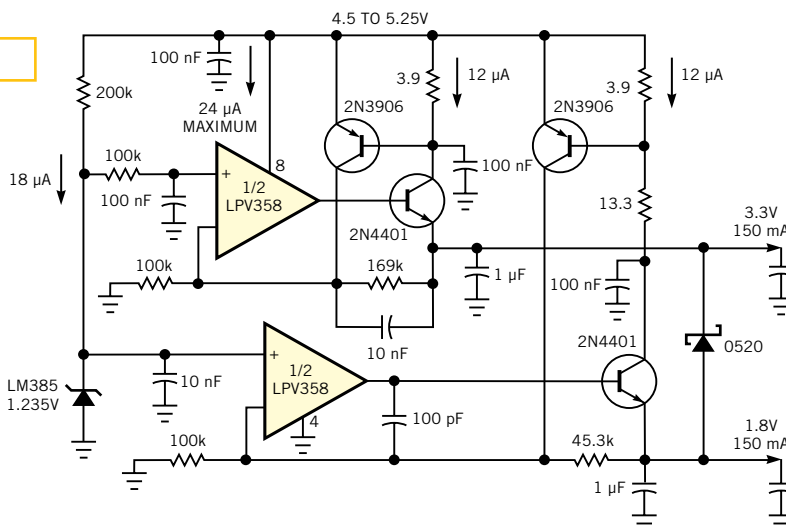 4.5 TO 5.25V
100 nF
200k
24 µA
MAXIMUM
3.9
12 µA
2N3906
2N3906
3.9
12 µA
18 µA
100k
100 nF
+
1/2
LPV358
8
2N4401
100 nF
13.3
3.3V
150 mA
100k
169k
1 µF
100 nF
10 nF
2N4401
0520
LM385
1.235V
10 nF
+
1/2
LPV358
4
100 pF
100k
45.3k
1 µF
1.8V
150 mA